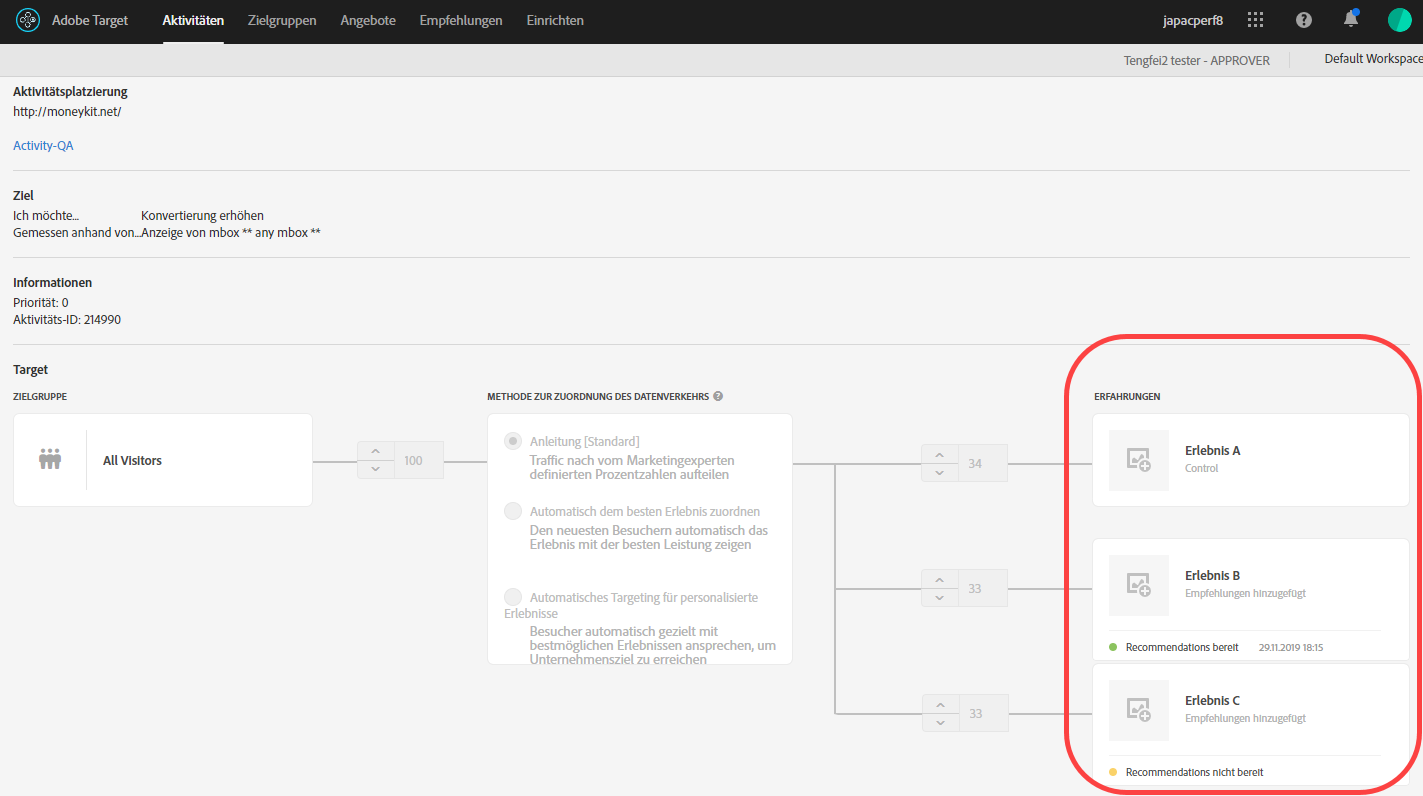 Adobe Target Aktivitäten Zielgruppen Angebote Empfehlungen Einrichten japacperf8
Tengfei2 tester - APPROVER Default Workspace
Aktivitätsplatzierung
http://moneykit.net/
Activity-QA
Ziel
Ich möchte... Konvertierung erhöhen
Gemessen anhand von... Anzeige von mbox ** any mbox **
Informationen
Priorität: 0
Aktivitäts-ID: 214990
Target
ZIELGRUPPE
All Visitors
100
METHODE ZUR ZUORDNUNG DES DATENVERKEHRS ?
Anleitung [Standard]
Traffic nach vom Marketingexperten
definierten Prozentzahlen aufteilen
Automatisch dem besten Erlebnis zuordnen
Den neuesten Besuchern automatisch das
Erlebnis mit der besten Leistung zeigen
Automatisches Targeting für personalisierte
Erlebnisse
Besucher automatisch gezielt mit
bestmöglichen Erlebnissen ansprechen, um
Unternehmensziel zu erreichen
34
33
33
ERFAHRUNGEN
Erlebnis A
Control
Erlebnis B
Empfehlungen hinzugefügt
Recommendations bereit 29.11.2019 18:15
Erlebnis C
Empfehlungen hinzugefügt
Recommendations nicht bereit